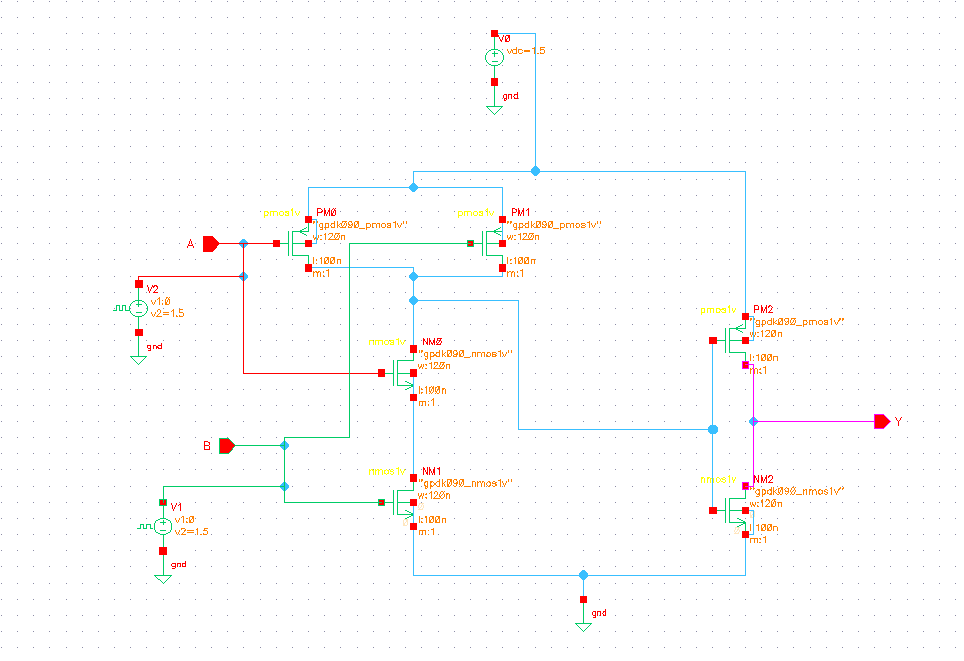 V0
vdc=1.5
gnd
pmos1v
PM0
"gpdk090_pmos1v"
w:120n
l:100n
m:1
pmos1v
PM1
"gpdk090_pmos1v"
w:120n
l:100n
m:1
A
V2
v1:0
v2=1.5
gnd
nmos1v
NM0
"gpdk090_nmos1v"
w:120n
l:100n
m:1
pmos1v
PM2
"gpdk090_pmos1v"
w:120n
l:100n
m:1
Y
B
nmos1v
NM1
"gpdk090_nmos1v"
w:120n
l:100n
m:1
nmos1v
NM2
"gpdk090_nmos1v"
w:120n
l:100n
m:1
V1
v1:0
v2=1.5
gnd
gnd